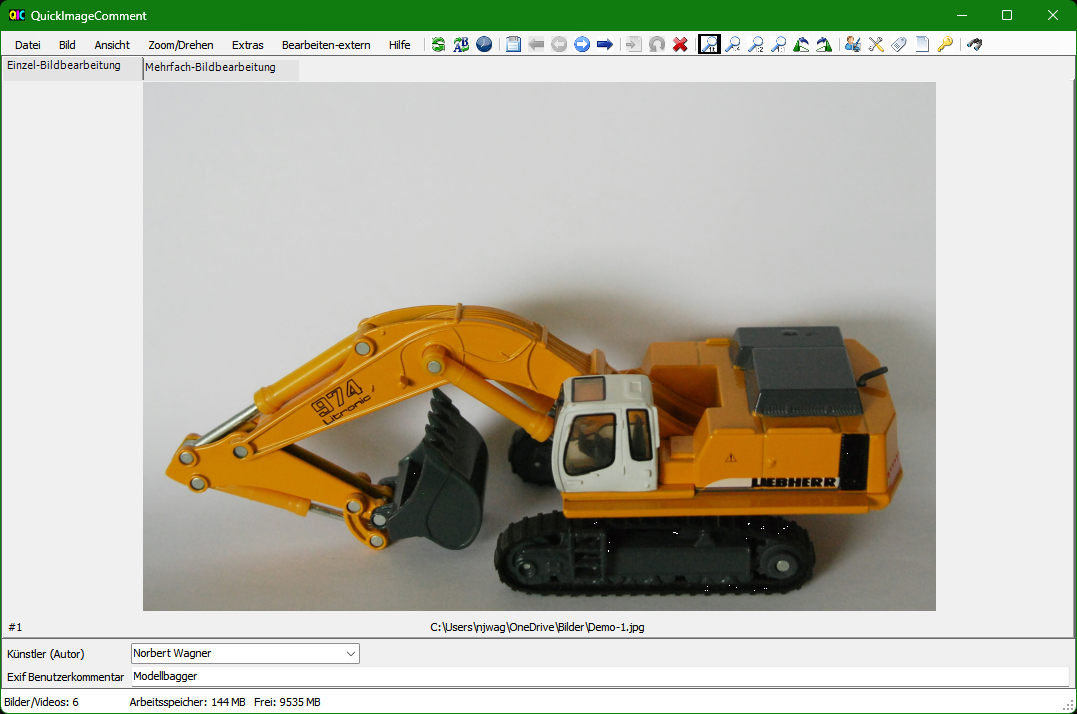 QuickImageComment
Datei Bild Ansicht Zoom/Drehen Extras Bearbeiten-extern Hilfe
Einzel-Bildbearbeitung Mehrfach-Bildbearbeitung
974
Litronic
LIEBHERR
#1 C:\Users\njwag\OneDrive\Bilder\Demo-1.jpg
Künstler (Autor) Norbert Wagner
Exif Benutzerkommentar Modellbagger
Bilder/Videos: 6 Arbeitsspeicher: 144 MB Frei: 9535 MB